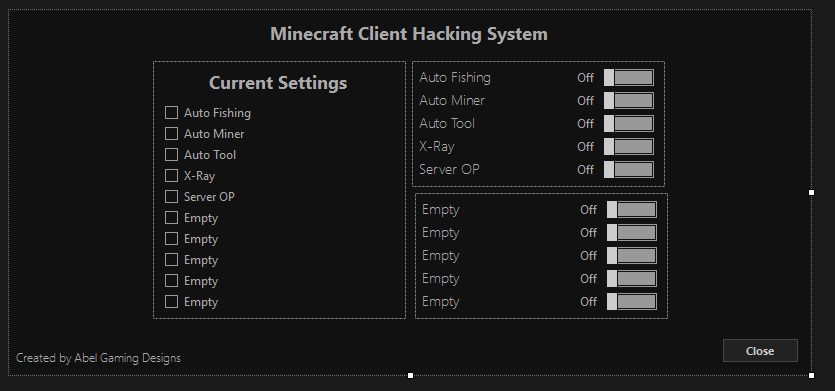 Minecraft Client Hacking System
Current Settings
Auto Fishing
Auto Miner
Auto Tool
X-Ray
Server OP
Empty
Empty
Empty
Empty
Empty
Auto Fishing Off
Auto Miner Off
Auto Tool Off
X-Ray Off
Server OP Off
Empty Off
Empty Off
Empty Off
Empty Off
Empty Off
Created by Abel Gaming Designs
Close